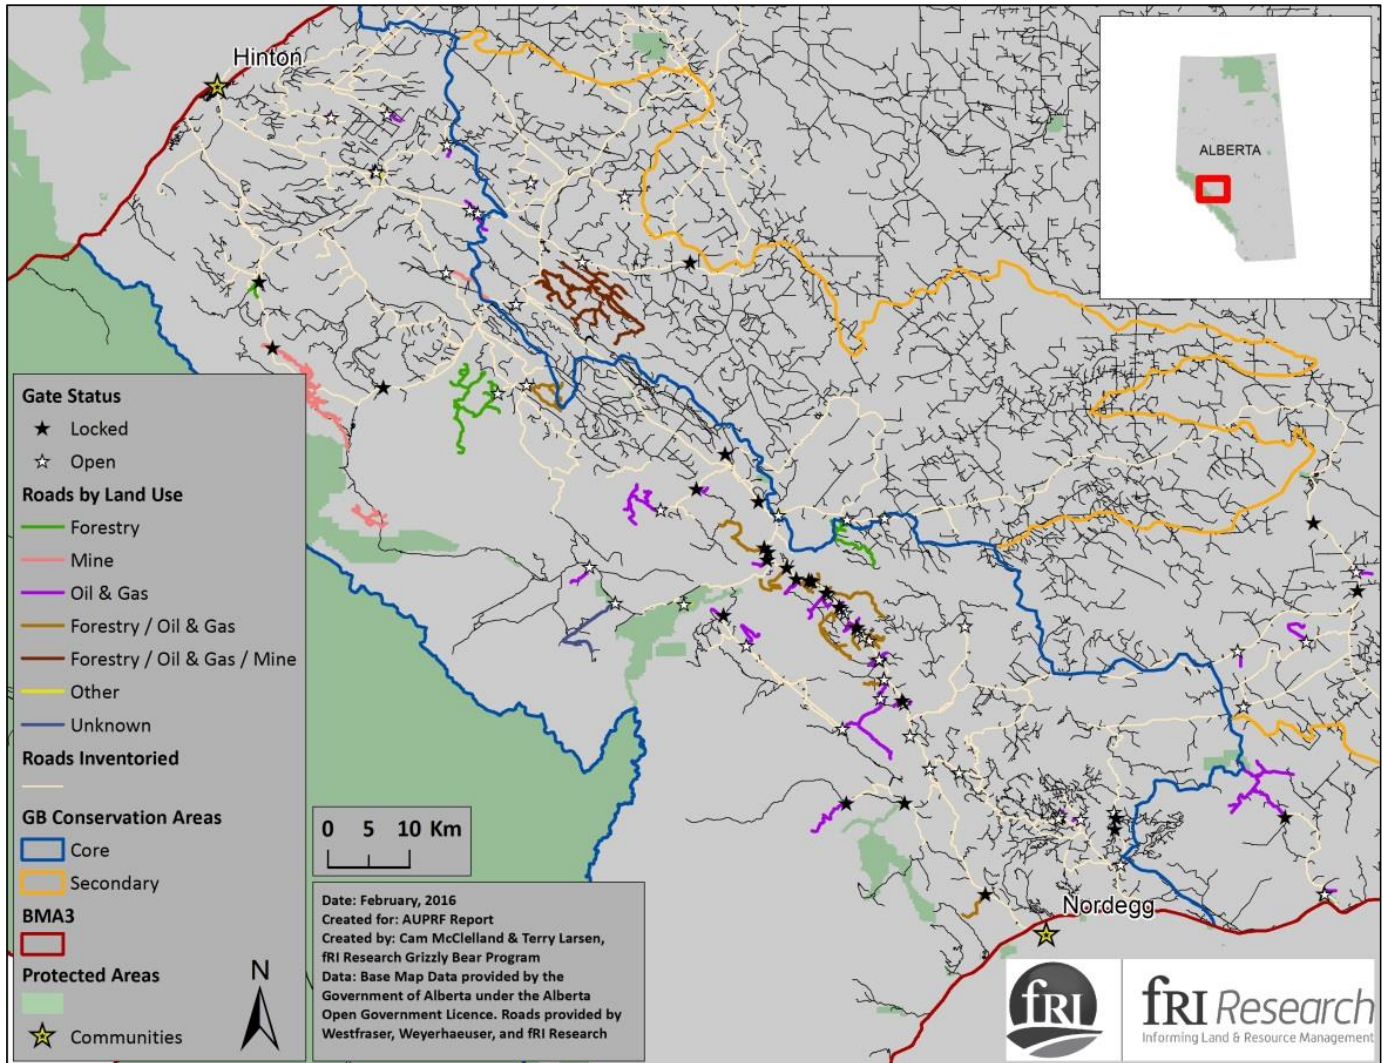 Hinton
ALBERTA
Gate Status
Locked
Open
Roads by Land Use
Forestry
Mine
Oil & Gas
Forestry / Oil & Gas
Forestry / Oil & Gas / Mine
Other
Unknown
Roads Inventoried
GB Conservation Areas
Core
Secondary
BMA3
Protected Areas
Communities
N
0 5 10 Km
Date: February, 2016
Created for: AUPRF Report
Created by: Cam McClelland & Terry Larsen,
fRI Research Grizzly Bear Program
Data: Base Map Data provided by the
Government of Alberta under the Alberta
Open Government Licence. Roads provided by
Westfraser, Weyerhaeuser, and fRI Research
Nordegg
fRI
fRI Research
Informing Land & Resource Management